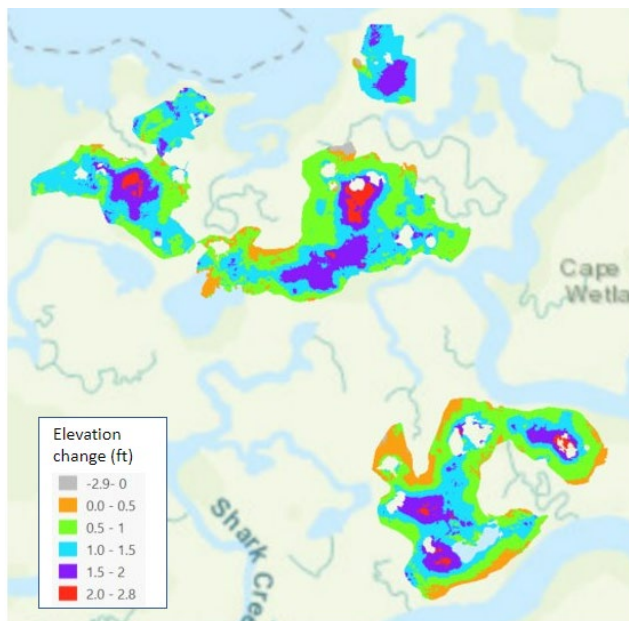 Cape
Wetla
Elevation
change (ft)
-2.9- 0
0.0 - 0.5
0.5 - 1
1.0 - 1.5
1.5 - 2
2.0 - 2.8
Shark Cree